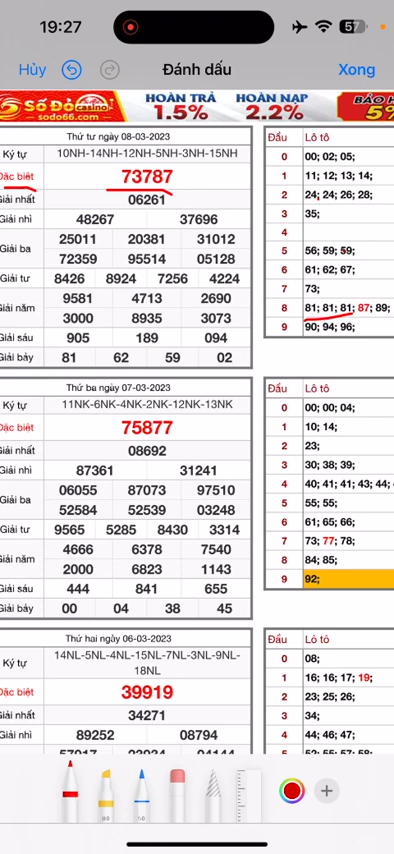 19:27
57
Hủy
Đánh dấu
Xong
SỐ ĐỎ casino HOÀN TRẢ HOÀN NẠP
sodo66.com 1.5% 2.2% 5%
Thứ tư ngày 08-03-2023
Ký tự 10NH-14NH-12NH-5NH-3NH-15NH
Đặc biệt 73787
Giải nhất 06261
Giải nhì 48267 37696
Giải ba 25011 20381 31012
72359 95514 05128
Giải tư 8426 8924 7256 4224
Giải năm 9581 4713 2690
3000 8935 3073
Giải sáu 905 189 094
Giải bảy 81 62 59 02
Đầu Lô tô
0 00; 02; 05;
1 11; 12; 13; 14;
2 24; 24; 26; 28;
3 35;
4
5 56; 59; 59;
6 61; 62; 67;
7 73;
8 81; 81; 81; 87; 89;
9 90; 94; 96;
Thứ ba ngày 07-03-2023
Ký tự 11NK-6NK-4NK-2NK-12NK-13NK
Đặc biệt 75877
Giải nhất 08692
Giải nhì 87361 31241
Giải ba 06055 87073 97510
52584 52539 03248
Giải tư 9565 5285 8430 3314
Giải năm 4666 6378 7540
2000 6823 1143
Giải sáu 444 841 655
Giải bảy 00 04 38 45
Đầu Lô tô
0 00; 00; 04;
1 10; 14;
2 23;
3 30; 38; 39;
4 40; 41; 41; 43; 44;
5 55; 55;
6 61; 65; 66;
7 73; 77; 78;
8 84; 85;
9 92;
Thứ hai ngày 06-03-2023
Ký tự 14NL-5NL-4NL-15NL-7NL-3NL-9NL-
18NL
Đặc biệt 39919
Giải nhất 34271
Giải nhì 89252 08794
Đầu Lô tô
0 08;
1 16; 16; 17; 19;
2 23; 25; 26;
3 34;
4 44; 46; 47;
5 52; 55; 57; 58;